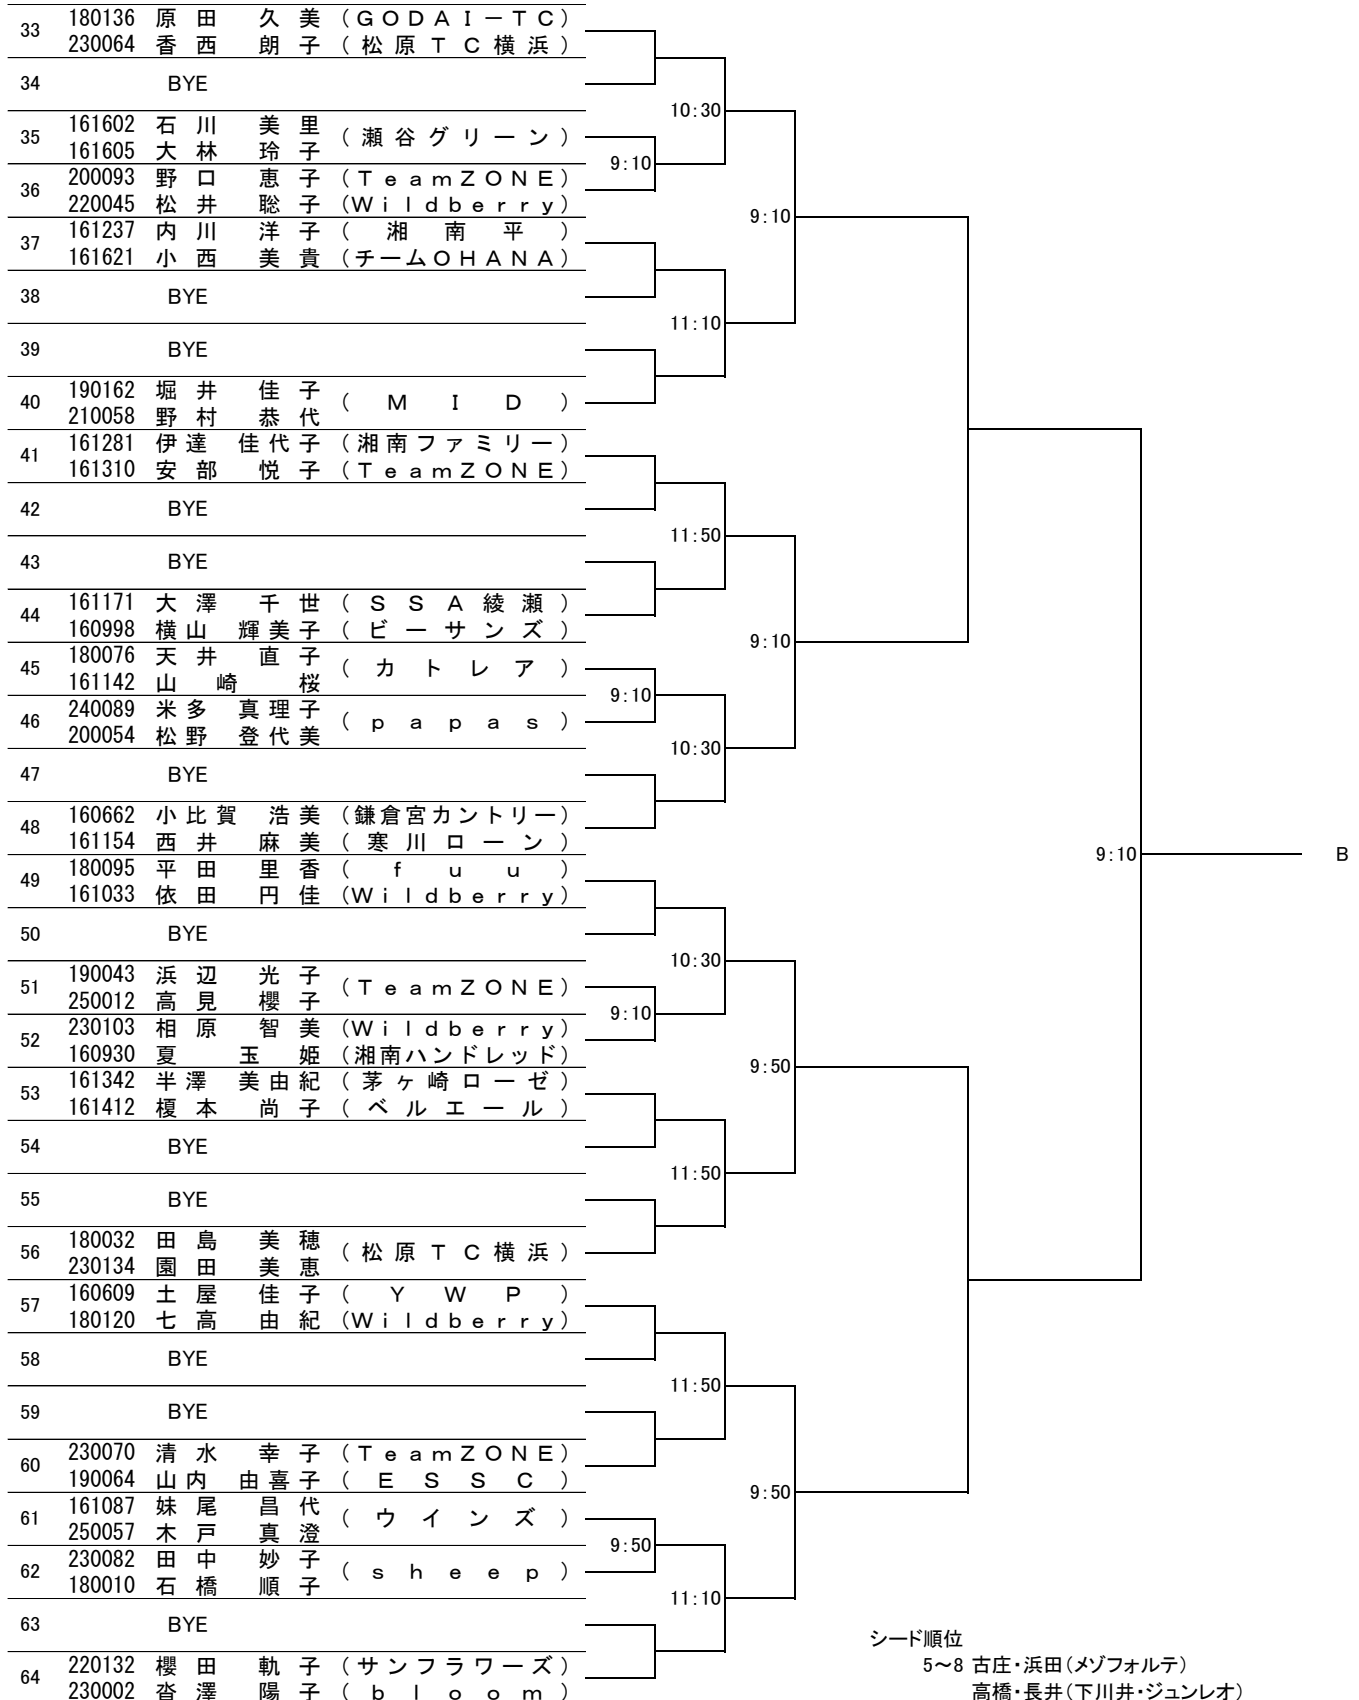 33 180136 原田 久美 (GODAI-TC)
230064 香西 朗子 (松原TC横浜)
34 BYE
10:30
35 161602 石川 美里 (瀬谷グリーン)
161605 大林 玲子
9:10
36 200093 野口 恵子 (TeamZONE)
220045 松井 聡子 (Wildberry)
9:10
37 161237 内川 洋子 (湘南平)
161621 小西 美貴 (チームOHANA)
38 BYE
11:10
39 BYE
40 190162 堀井 佳子 (MID)
210058 野村 恭代
41 161281 伊達 佳代子 (湘南ファミリー)
161310 安部 悦子 (TeamZONE)
42 BYE
11:50
43 BYE
44 161171 大澤 千世 (SSA綾瀬)
160998 横山 輝美子 (ビーサンズ)
9:10
45 180076 天井 直子 (カトレア)
161142 山崎 桜
9:10
46 240089 米多 真理子 (papas)
200054 松野 登代美
10:30
47 BYE
48 160662 小比賀 浩美 (鎌倉宮カントリー)
161154 西井 麻美 (寒川ローン)
9:10 B
49 180095 平田 里香 (fuu)
161033 依田 円佳 (Wildberry)
50 BYE
10:30
51 190043 浜辺 光子 (TeamZONE)
250012 高見 櫻子
9:10
52 230103 相原 智美 (Wildberry)
160930 夏 玉姫 (湘南ハンドレッド)
9:50
53 161342 半澤 美由紀 (茅ヶ崎ローゼ)
161412 榎本 尚子 (ベルエール)
54 BYE
11:50
55 BYE
56 180032 田島 美穂 (松原TC横浜)
230134 園田 美恵
57 160609 土屋 佳子 (YWP)
180120 七高 由紀 (Wildberry)
58 BYE
11:50
59 BYE
60 230070 清水 幸子 (TeamZONE)
190064 山内 由喜子 (ESSC)
9:50
61 161087 妹尾 昌代 (ウインズ)
250057 木戸 真澄
9:50
62 230082 田中 妙子 (sheep)
180010 石橋 順子
11:10
63 BYE
64 220132 櫻田 軌子 (サンフラワーズ)
230002 沓澤 陽子 (bloom)
シード順位
5～8 古庄・浜田(メゾフォルテ)
高橋・長井(下川井・ジュンレオ)